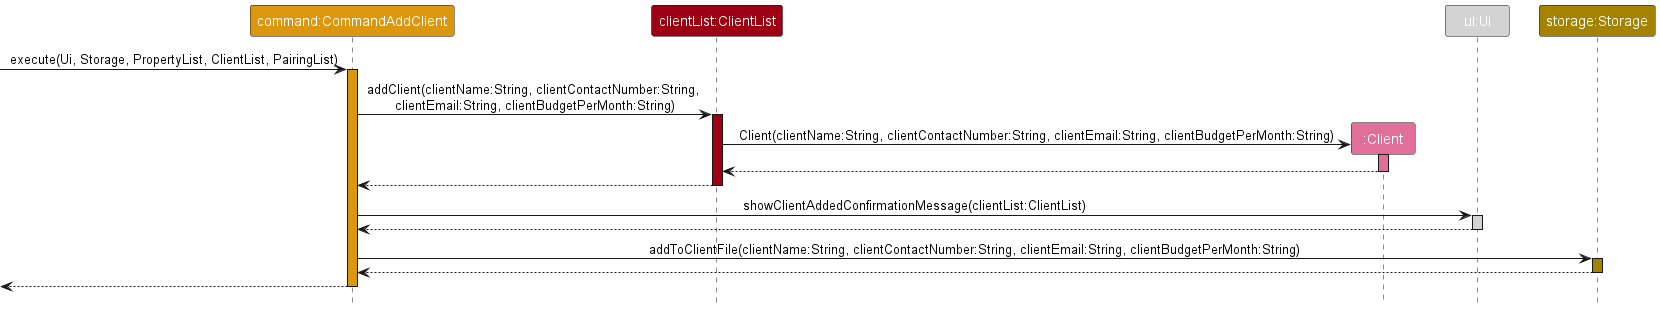 command:CommandAddClient
clientList:ClientList
ui:Ui
storage:Storage
execute(Ui, Storage, PropertyList, ClientList, PairingList)
addClient(clientName:String, clientContactNumber:String,
clientEmail:String, clientBudgetPerMonth:String)
Client(clientName:String, clientContactNumber:String, clientEmail:String, clientBudgetPerMonth:String)
:Client
showClientAddedConfirmationMessage(clientList:ClientList)
addToClientFile(clientName:String, clientContactNumber:String, clientEmail:String, clientBudgetPerMonth:String)